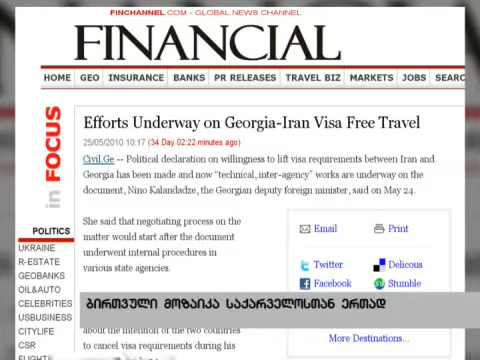 FINCHANNEL.COM - GLOBAL NEWS CHANNEL
FINANCIAL
HOME GEO INSURANCE BANKS PR RELEASES TRAVEL BIZ MARKETS JOBS SEARC
in FOCUS
Efforts Underway on Georgia-Iran Visa Free Travel
25/05/2010 10:17 (34 Day 02:22 minutes ago)
Civil.Ge -- Political declaration on willingness to lift visa requirements between Iran and
Georgia has been made and now "technical, inter-agency" works are underway on the
document, Nino Kalandadze, the Georgian deputy foreign minister, said on May 24.
She said that negotiating process on the
matter would start after the document
underwent internal procedures in
various state agencies.
Email Print
Twitter Delicous
Facebook Stumble
More Destinations..
POLITICS
UKRAINE
R-ESTATE
GEOBANKS
OIL&AUTO
CELEBRITIES
USBUSINESS
CITYLIFE
CSR
FLIGHT
ბირთვული მოზაიკა საქართველოსთან ერთად
about the intention of the two countries
to cancel visa requirements during his